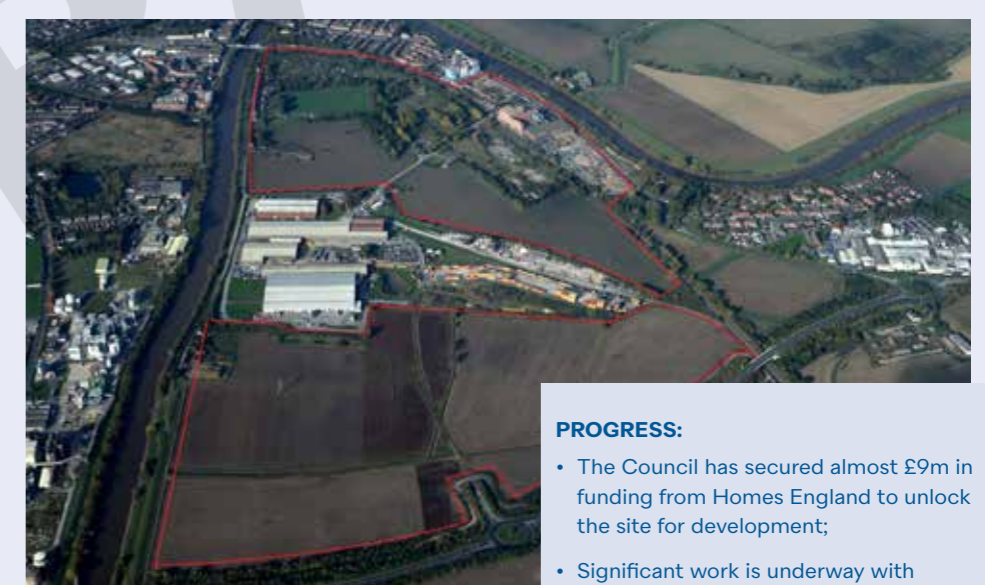 PROGRESS:
• The Council has secured almost £9m in
funding from Homes England to unlock
the site for development;
• Significant work is underway with